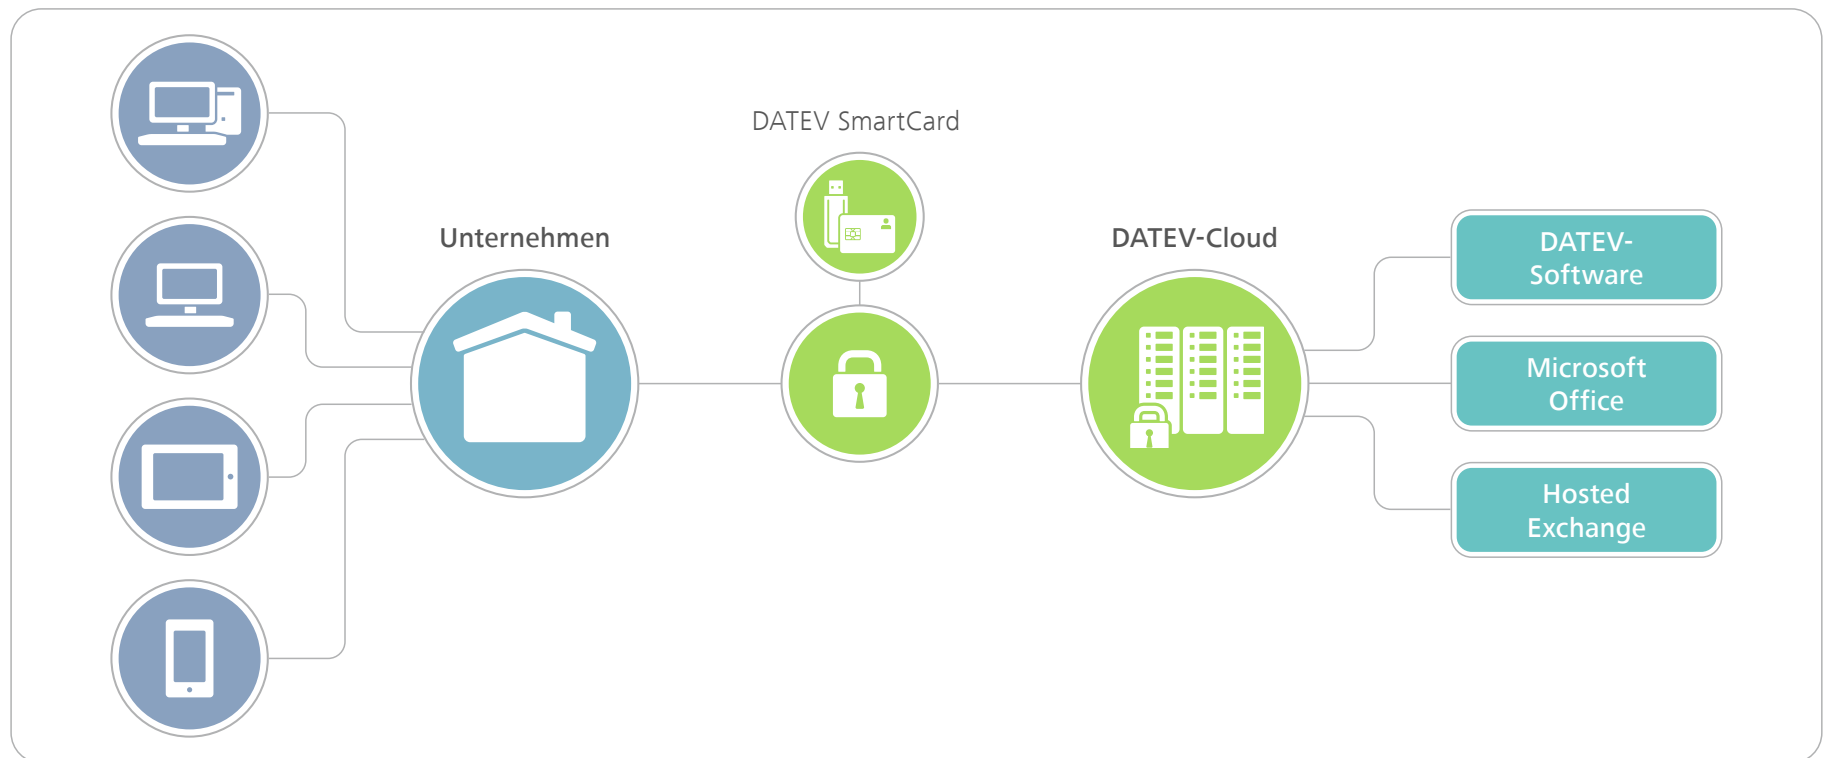 DATEV SmartCard
Unternehmen
DATEV-Cloud
DATEV-
Software
Microsoft
Office
Hosted
Exchange